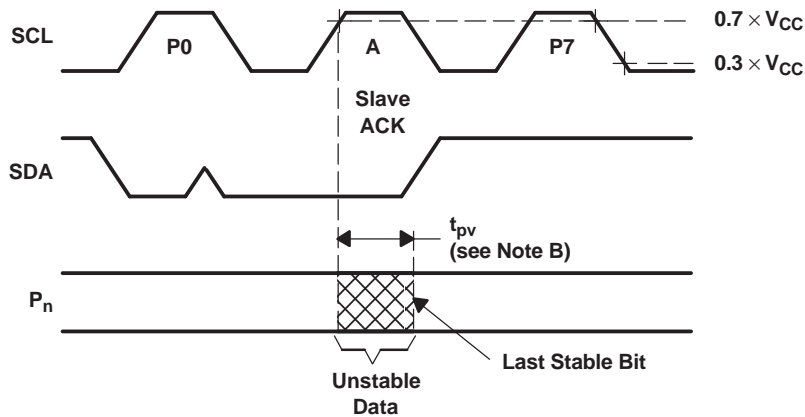 SCL
P0
A
P7
0.7 × VCC
0.3 × VCC
Slave
ACK
SDA
tpv
(see Note B)
Pn
Last Stable Bit
Unstable
Data